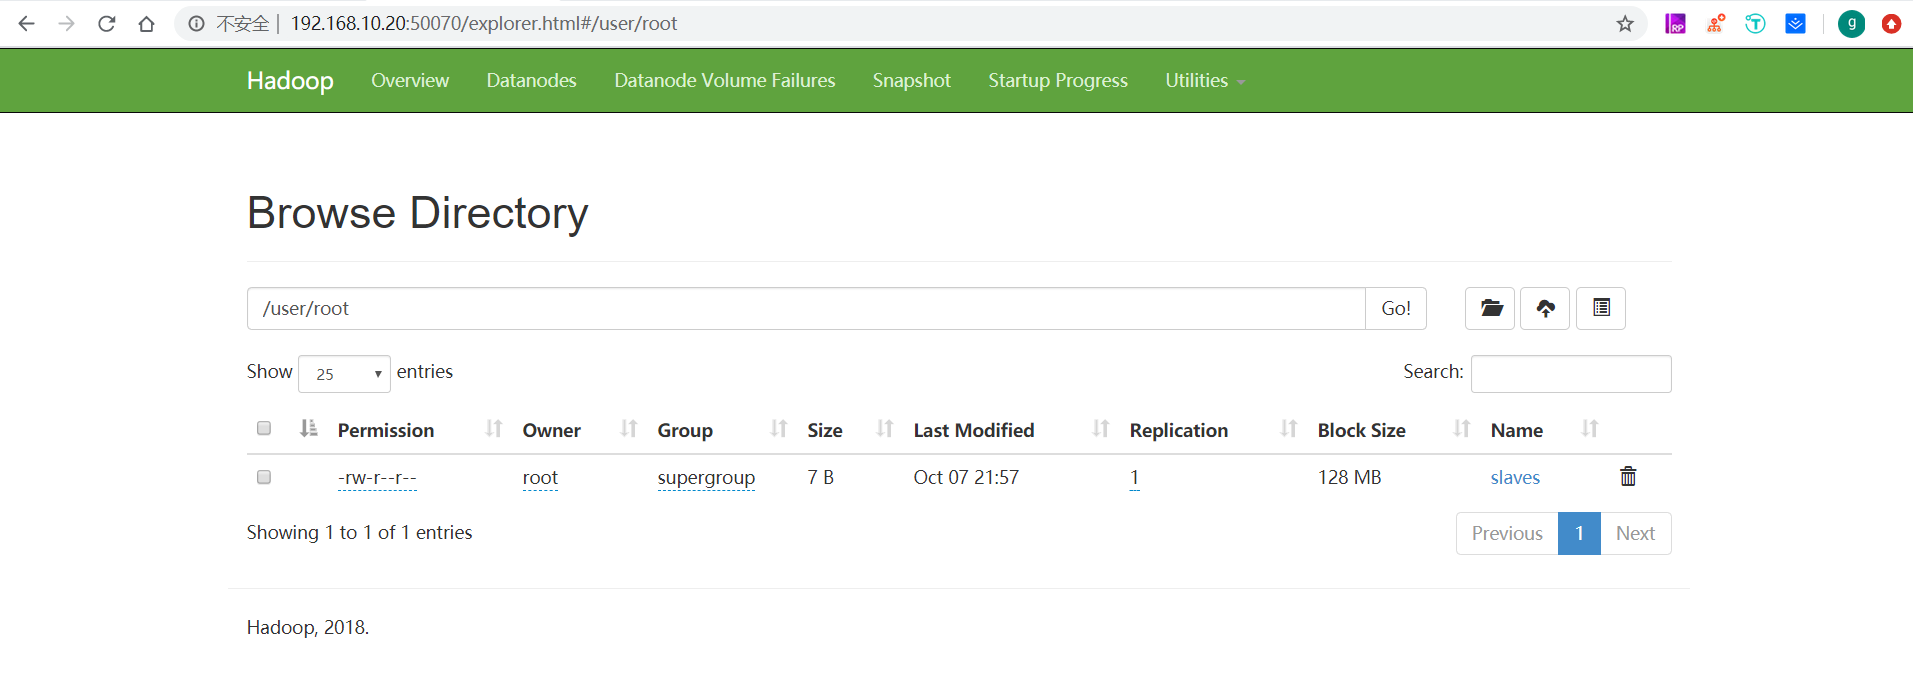 不安全 | 192.168.10.20:50070/explorer.html#/user/root
RP T g
Hadoop Overview Datanodes Datanode Volume Failures Snapshot Startup Progress Utilities
Browse Directory
/user/root Go!
Show 25 entries Search:
Permission Owner Group Size Last Modified Replication Block Size Name
-rw-r--r-- root supergroup 7 B Oct 07 21:57 1 128 MB slaves
Showing 1 to 1 of 1 entries Previous 1 Next
Hadoop, 2018.